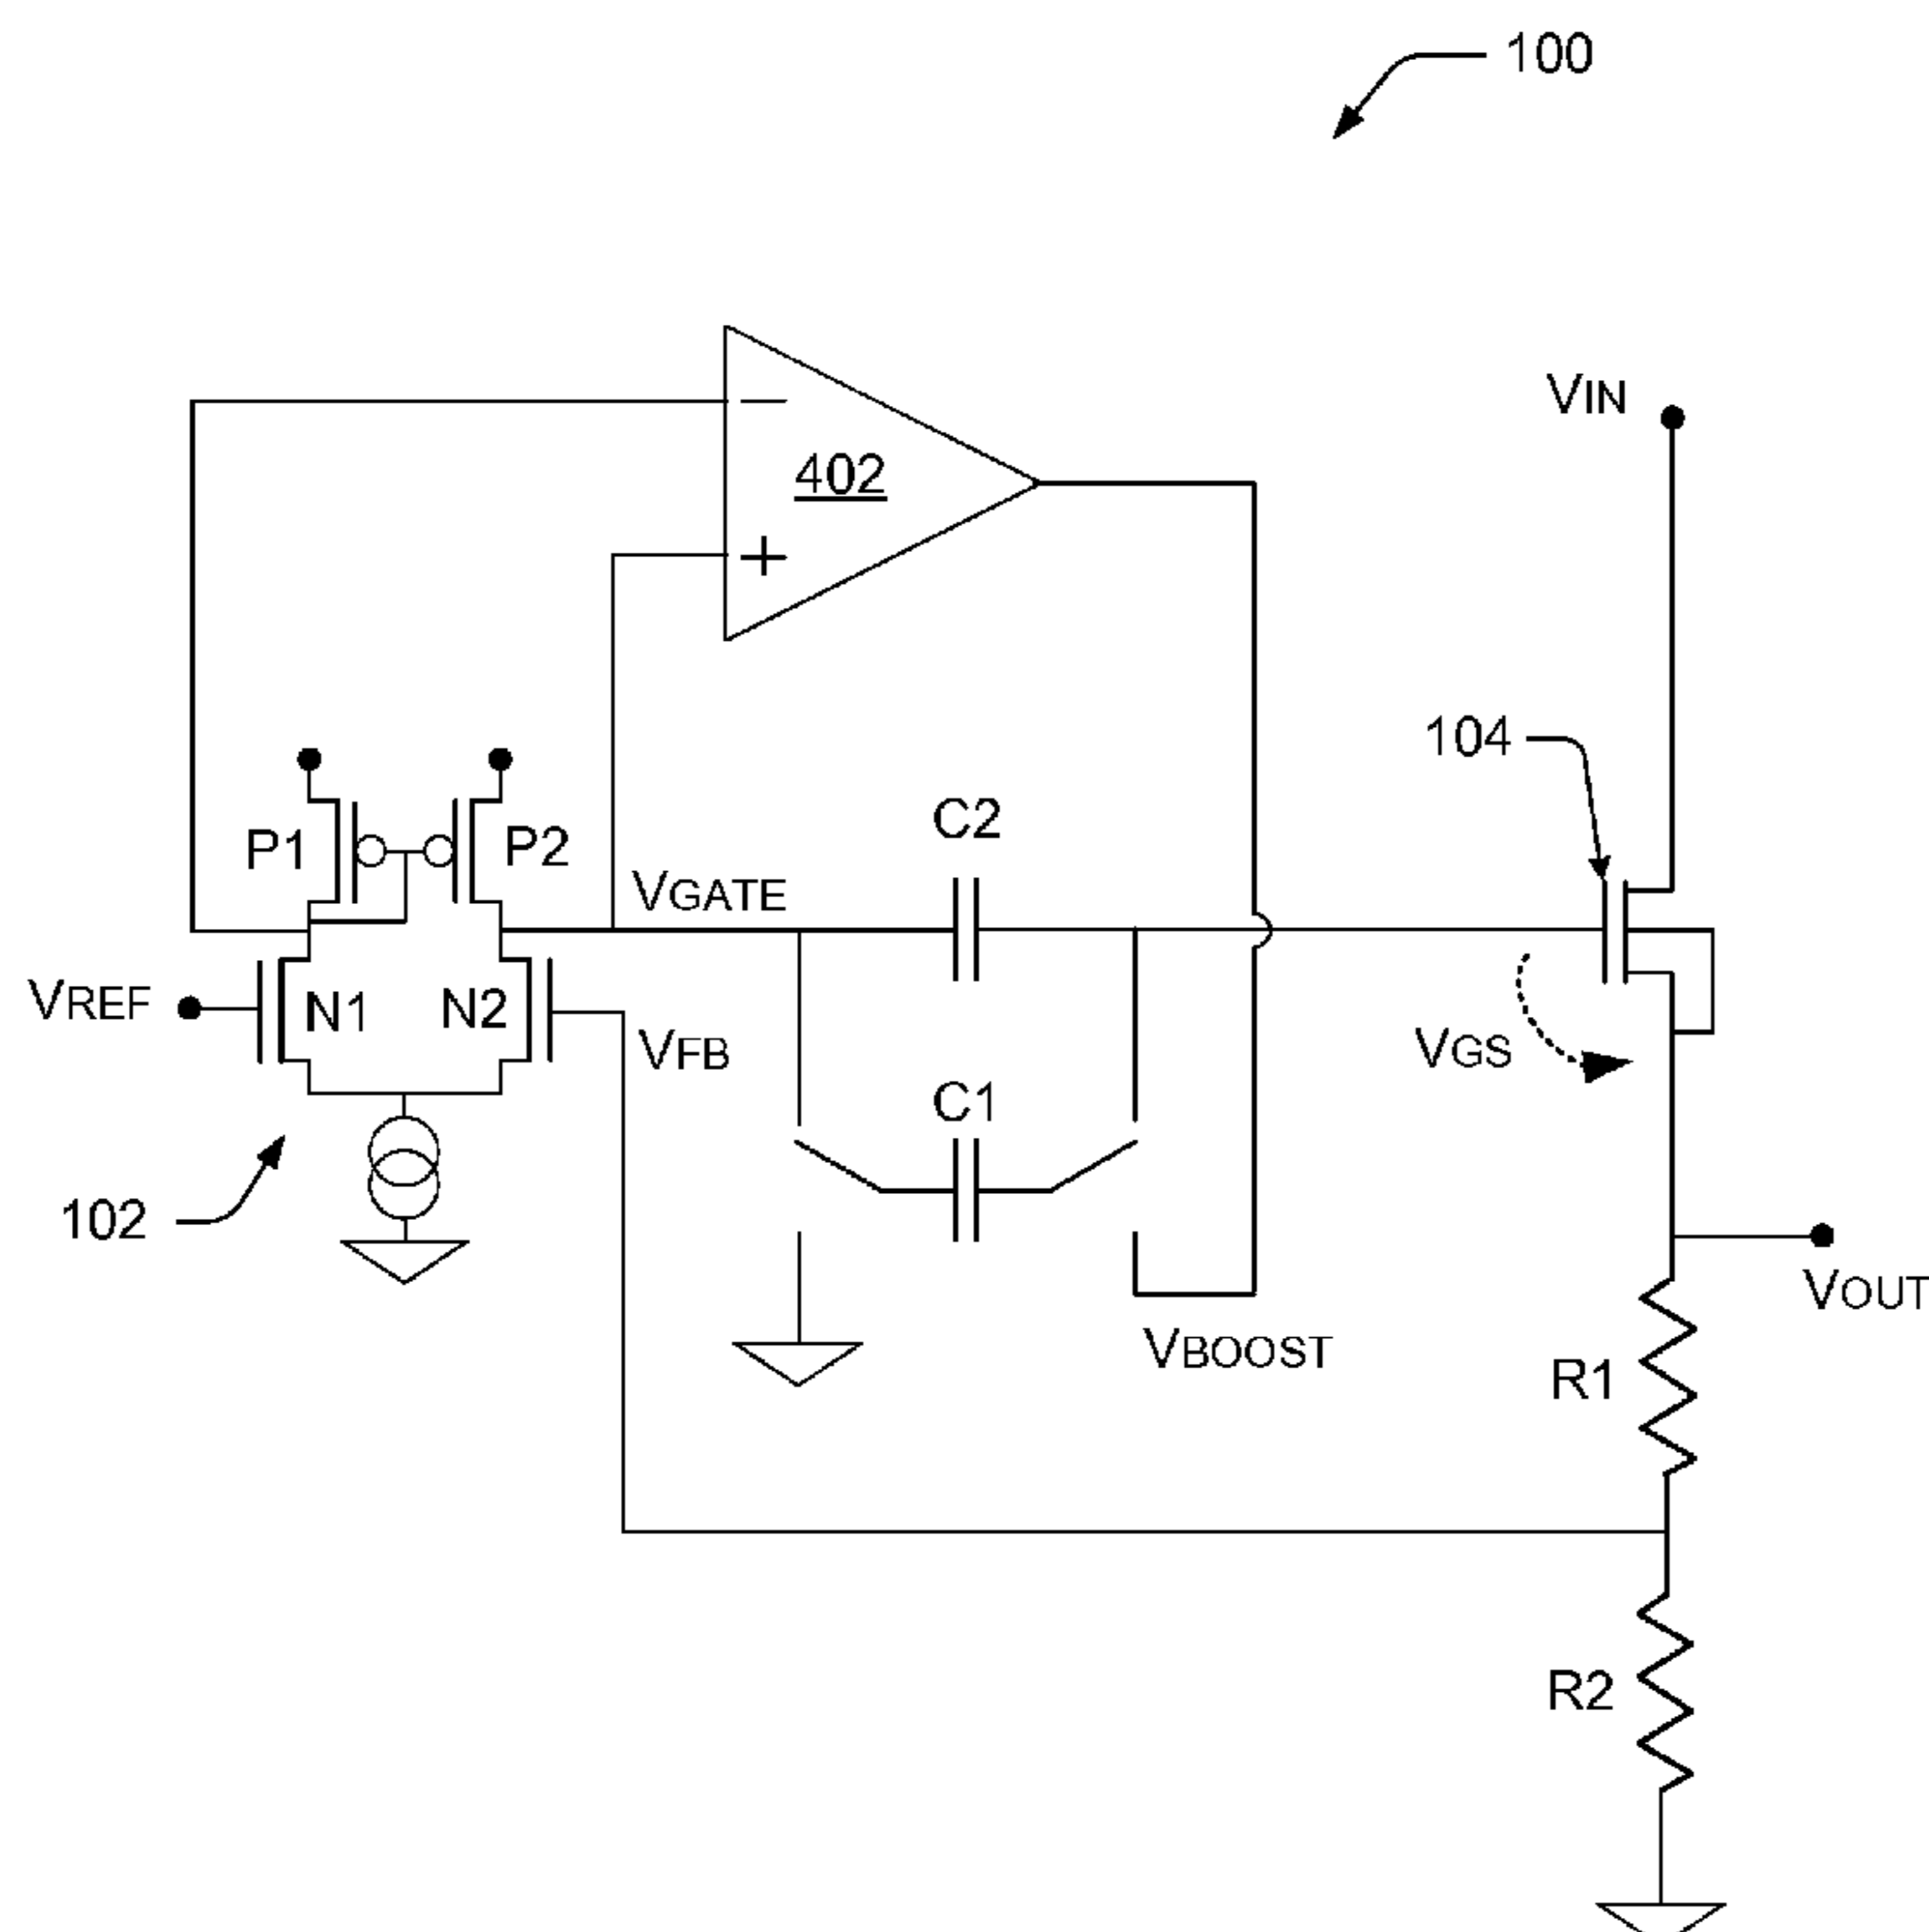 100
VIN
−
402
+
104
C2
P1
P2
VGATE
VREF
N1
N2
VFB
VGS
C1
102
VOUT
VBOOST
R1
R2